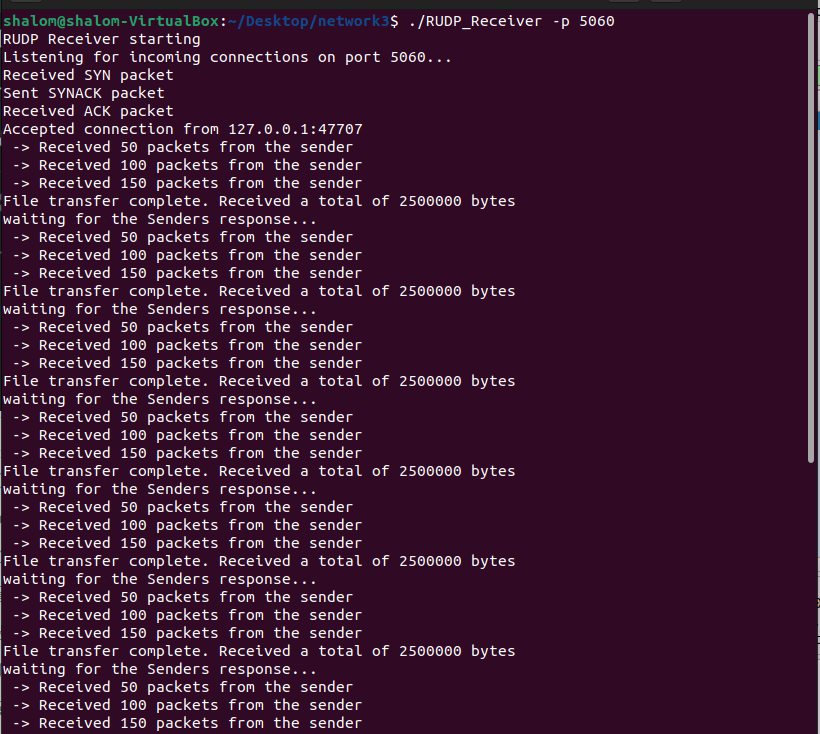 shalom@shalom-VirtualBox:~/Desktop/network3$ ./RUDP_Receiver -p 5060
RUDP Receiver starting
Listening for incoming connections on port 5060...
Received SYN packet
Sent SYNACK packet
Received ACK packet
Accepted connection from 127.0.0.1:47707
 -> Received 50 packets from the sender
 -> Received 100 packets from the sender
 -> Received 150 packets from the sender
File transfer complete. Received a total of 2500000 bytes
waiting for the Senders response...
 -> Received 50 packets from the sender
 -> Received 100 packets from the sender
 -> Received 150 packets from the sender
File transfer complete. Received a total of 2500000 bytes
waiting for the Senders response...
 -> Received 50 packets from the sender
 -> Received 100 packets from the sender
 -> Received 150 packets from the sender
File transfer complete. Received a total of 2500000 bytes
waiting for the Senders response...
 -> Received 50 packets from the sender
 -> Received 100 packets from the sender
 -> Received 150 packets from the sender
File transfer complete. Received a total of 2500000 bytes
waiting for the Senders response...
 -> Received 50 packets from the sender
 -> Received 100 packets from the sender
 -> Received 150 packets from the sender
File transfer complete. Received a total of 2500000 bytes
waiting for the Senders response...
 -> Received 50 packets from the sender
 -> Received 100 packets from the sender
 -> Received 150 packets from the sender
File transfer complete. Received a total of 2500000 bytes
waiting for the Senders response...
 -> Received 50 packets from the sender
 -> Received 100 packets from the sender
 -> Received 150 packets from the sender